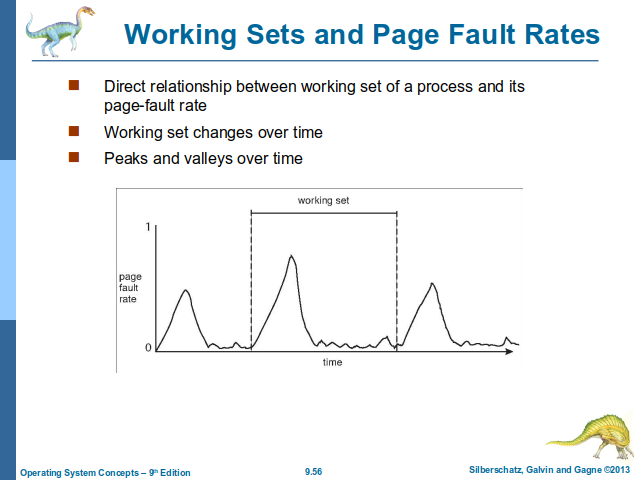 Working Sets and Page Fault Rates
Direct relationship between working set of a process and its
page-fault rate
Working set changes over time
Peaks and valleys over time
working set
1
page
fault
rate
0
time
Operating System Concepts – 9th Edition
9.56
Silberschatz, Galvin and Gagne ©2013